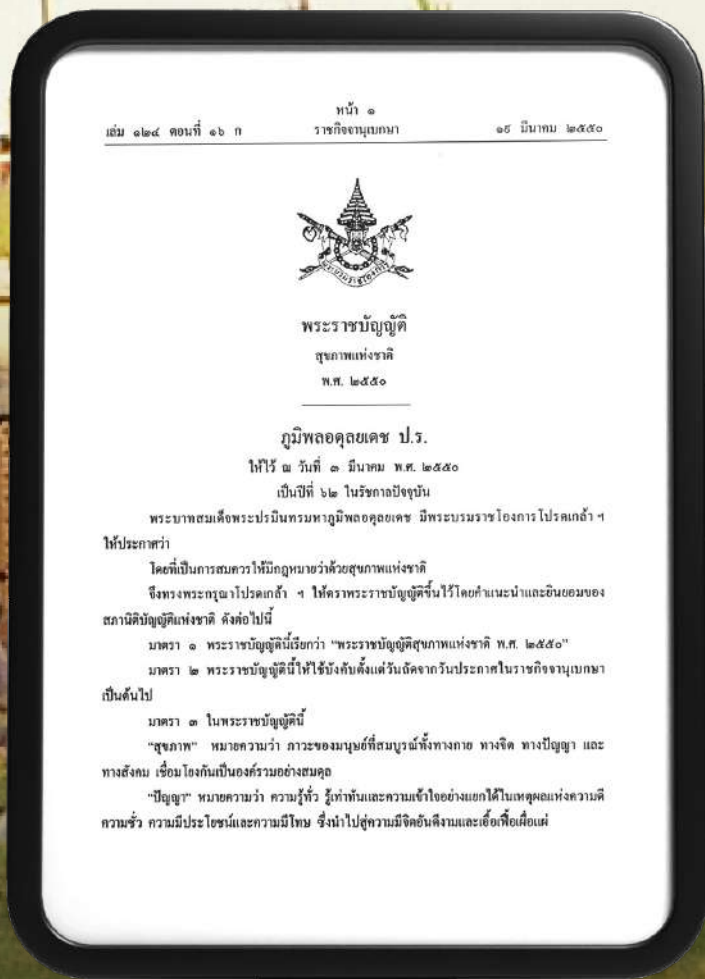 หน้า ๑
เล่ม ๑๒๔ ตอนที่ ๑๖ ก ราชกิจจานุเบกษา ๑๙ มีนาคม ๒๕๕๐
พระบรมราชโองการ
พระราชบัญญัติ
สุขภาพแห่งชาติ
พ.ศ. ๒๕๕๐
ภูมิพลอดุลยเดช ป.ร.
ให้ไว้ ณ วันที่ ๓ มีนาคม พ.ศ. ๒๕๕๐
เป็นปีที่ ๖๒ ในรัชกาลปัจจุบัน
พระบาทสมเด็จพระปรมินทรมหาภูมิพลอดุลยเดช มีพระบรมราชโองการโปรดเกล้า ฯ
ให้ประกาศว่า
โดยที่เป็นการสมควรให้มีกฎหมายว่าด้วยสุขภาพแห่งชาติ
จึงทรงพระกรุณาโปรดเกล้า ฯ ให้ตราพระราชบัญญัติขึ้นไว้โดยคำแนะนำและยินยอมของ
สภานิติบัญญัติแห่งชาติ ดังต่อไปนี้
มาตรา ๑ พระราชบัญญัตินี้เรียกว่า “พระราชบัญญัติสุขภาพแห่งชาติ พ.ศ. ๒๕๕๐”
มาตรา ๒ พระราชบัญญัตินี้ให้ใช้บังคับตั้งแต่วันถัดจากวันประกาศในราชกิจจานุเบกษา
เป็นต้นไป
มาตรา ๓ ในพระราชบัญญัตินี้
“สุขภาพ” หมายความว่า ภาวะของมนุษย์ที่สมบูรณ์ทั้งทางกาย ทางจิต ทางปัญญา และ
ทางสังคม เชื่อมโยงกันเป็นองค์รวมอย่างสมดุล
“ปัญญา” หมายความว่า ความรู้ทั่ว รู้เท่าทันและความเข้าใจอย่างแยกได้ในเหตุผลแห่งความดี
ความชั่ว ความมีประโยชน์และความมีโทษ ซึ่งนำไปสู่ความมีจิตอันดีงามและเอื้อเฟื้อเผื่อแผ่